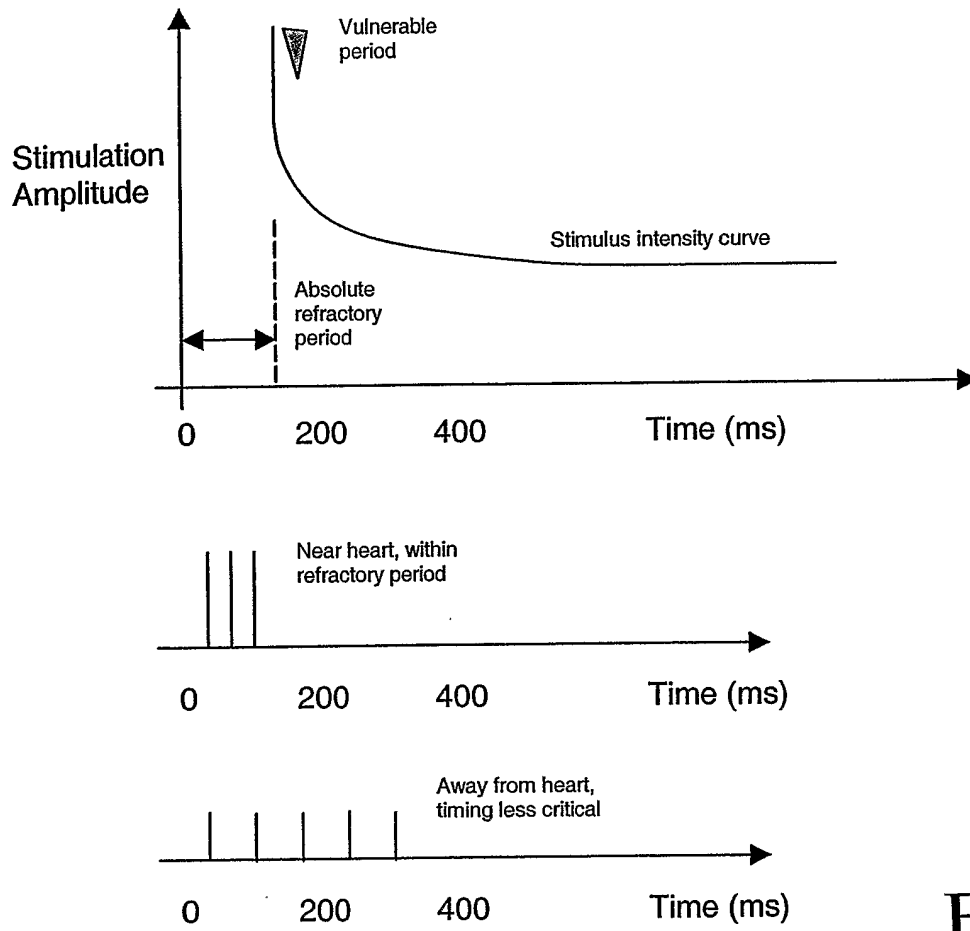 Vulnerable
period
Stimulation
Amplitude
Stimulus intensity curve
Absolute
refractory
period
0 200 400 Time (ms)
Near heart, within
refractory period
0 200 400 Time (ms)
Away from heart,
timing less critical
0 200 400 Time (ms)